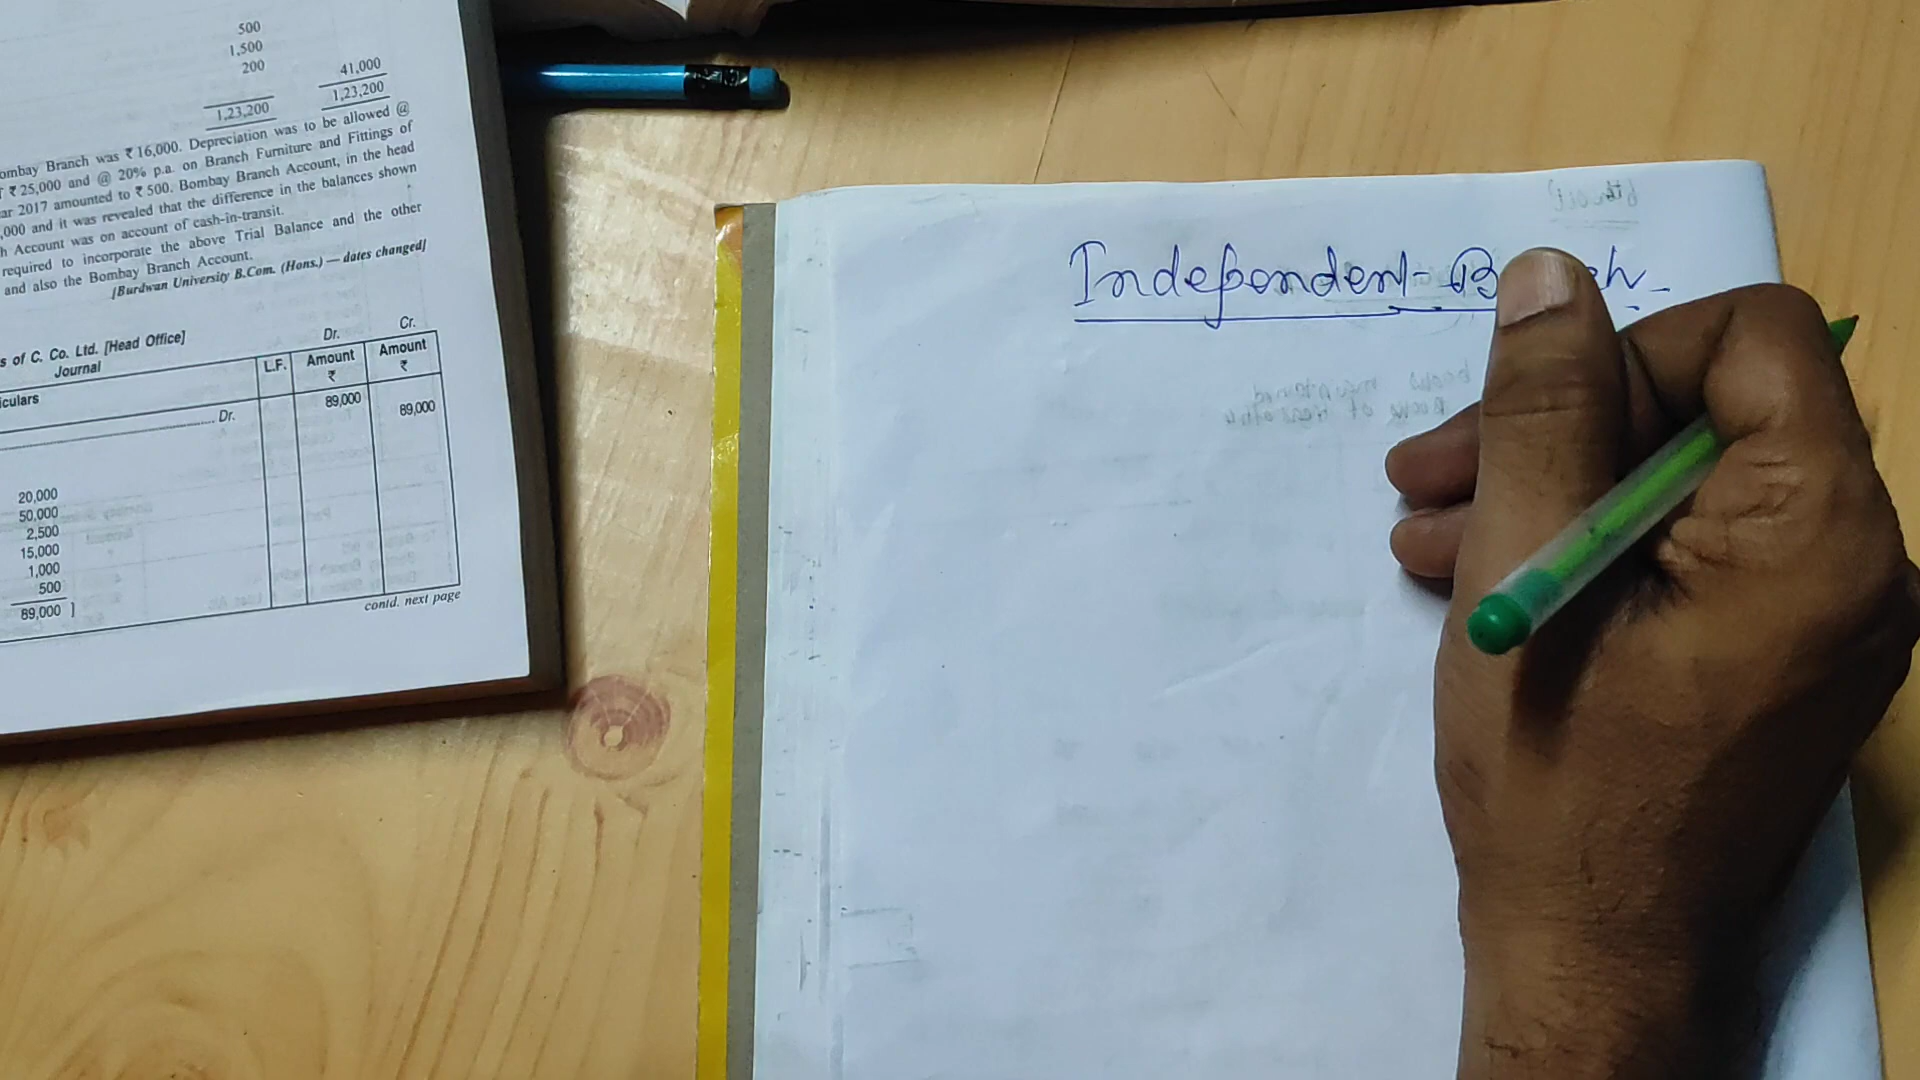 500
1,500
200 41,000
1,23,200 1,23,200
ombay Branch was ₹ 16,000. Depreciation was to be allowed @
₹ 25,000 and @ 20% p.a. on Branch Furniture and Fittings of
ar 2017 amounted to ₹ 500. Bombay Branch Account, in the head
,000 and it was revealed that the difference in the balances shown
h Account was on account of cash-in-transit.
required to incorporate the above Trial Balance and the other
and also the Bombay Branch Account.
[Burdwan University B.Com. (Hons.) — dates changed]
s of C. Co. Ltd. [Head Office]
Journal
Dr. Cr.
iculars L.F. Amount ₹ Amount ₹
Dr. 89,000
89,000
20,000
50,000
2,500
15,000
1,000
500
89,000 ]
contd. next page
Independent B h